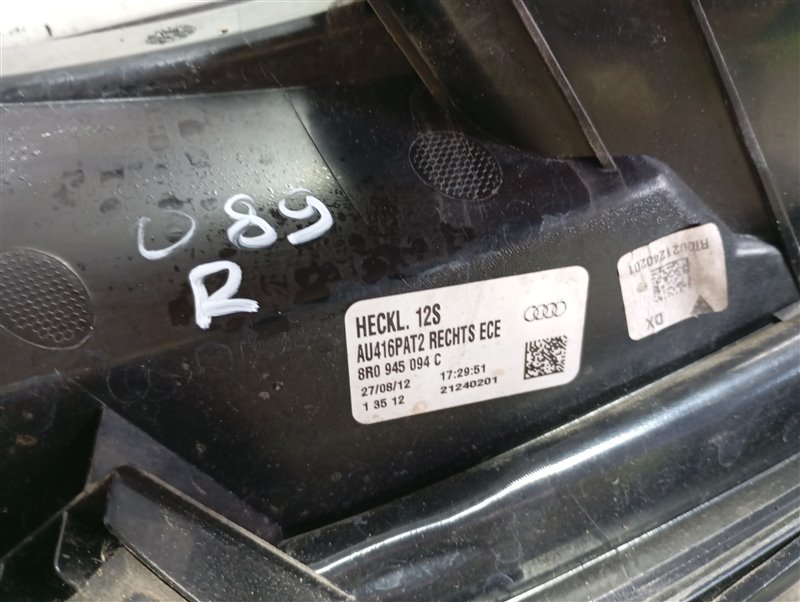 089
R
HECKL. 12S
AU416PAT2 RECHTS ECE
8R0 945 094 C
27/08/12 17:29:51
1 35 12 21240201
DX